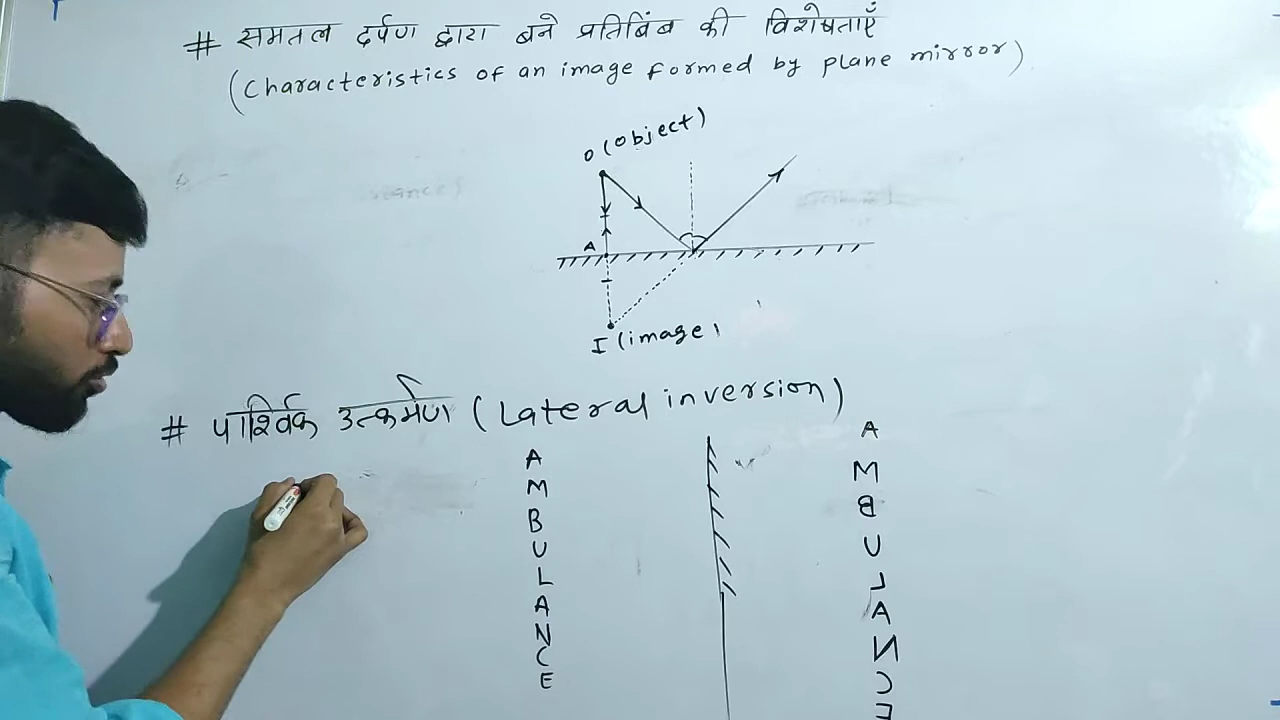 # समतल दर्पण द्वारा बने प्रतिबिंब की विशेषताएँ
(Characteristics of an image formed by plane mirror)
O (object)
A
I (image)
# पार्श्विक उत्क्रमण (Lateral inversion)
A
M
B
U
L
A
N
C
E
A
M
B
U
L
A
N
C
E